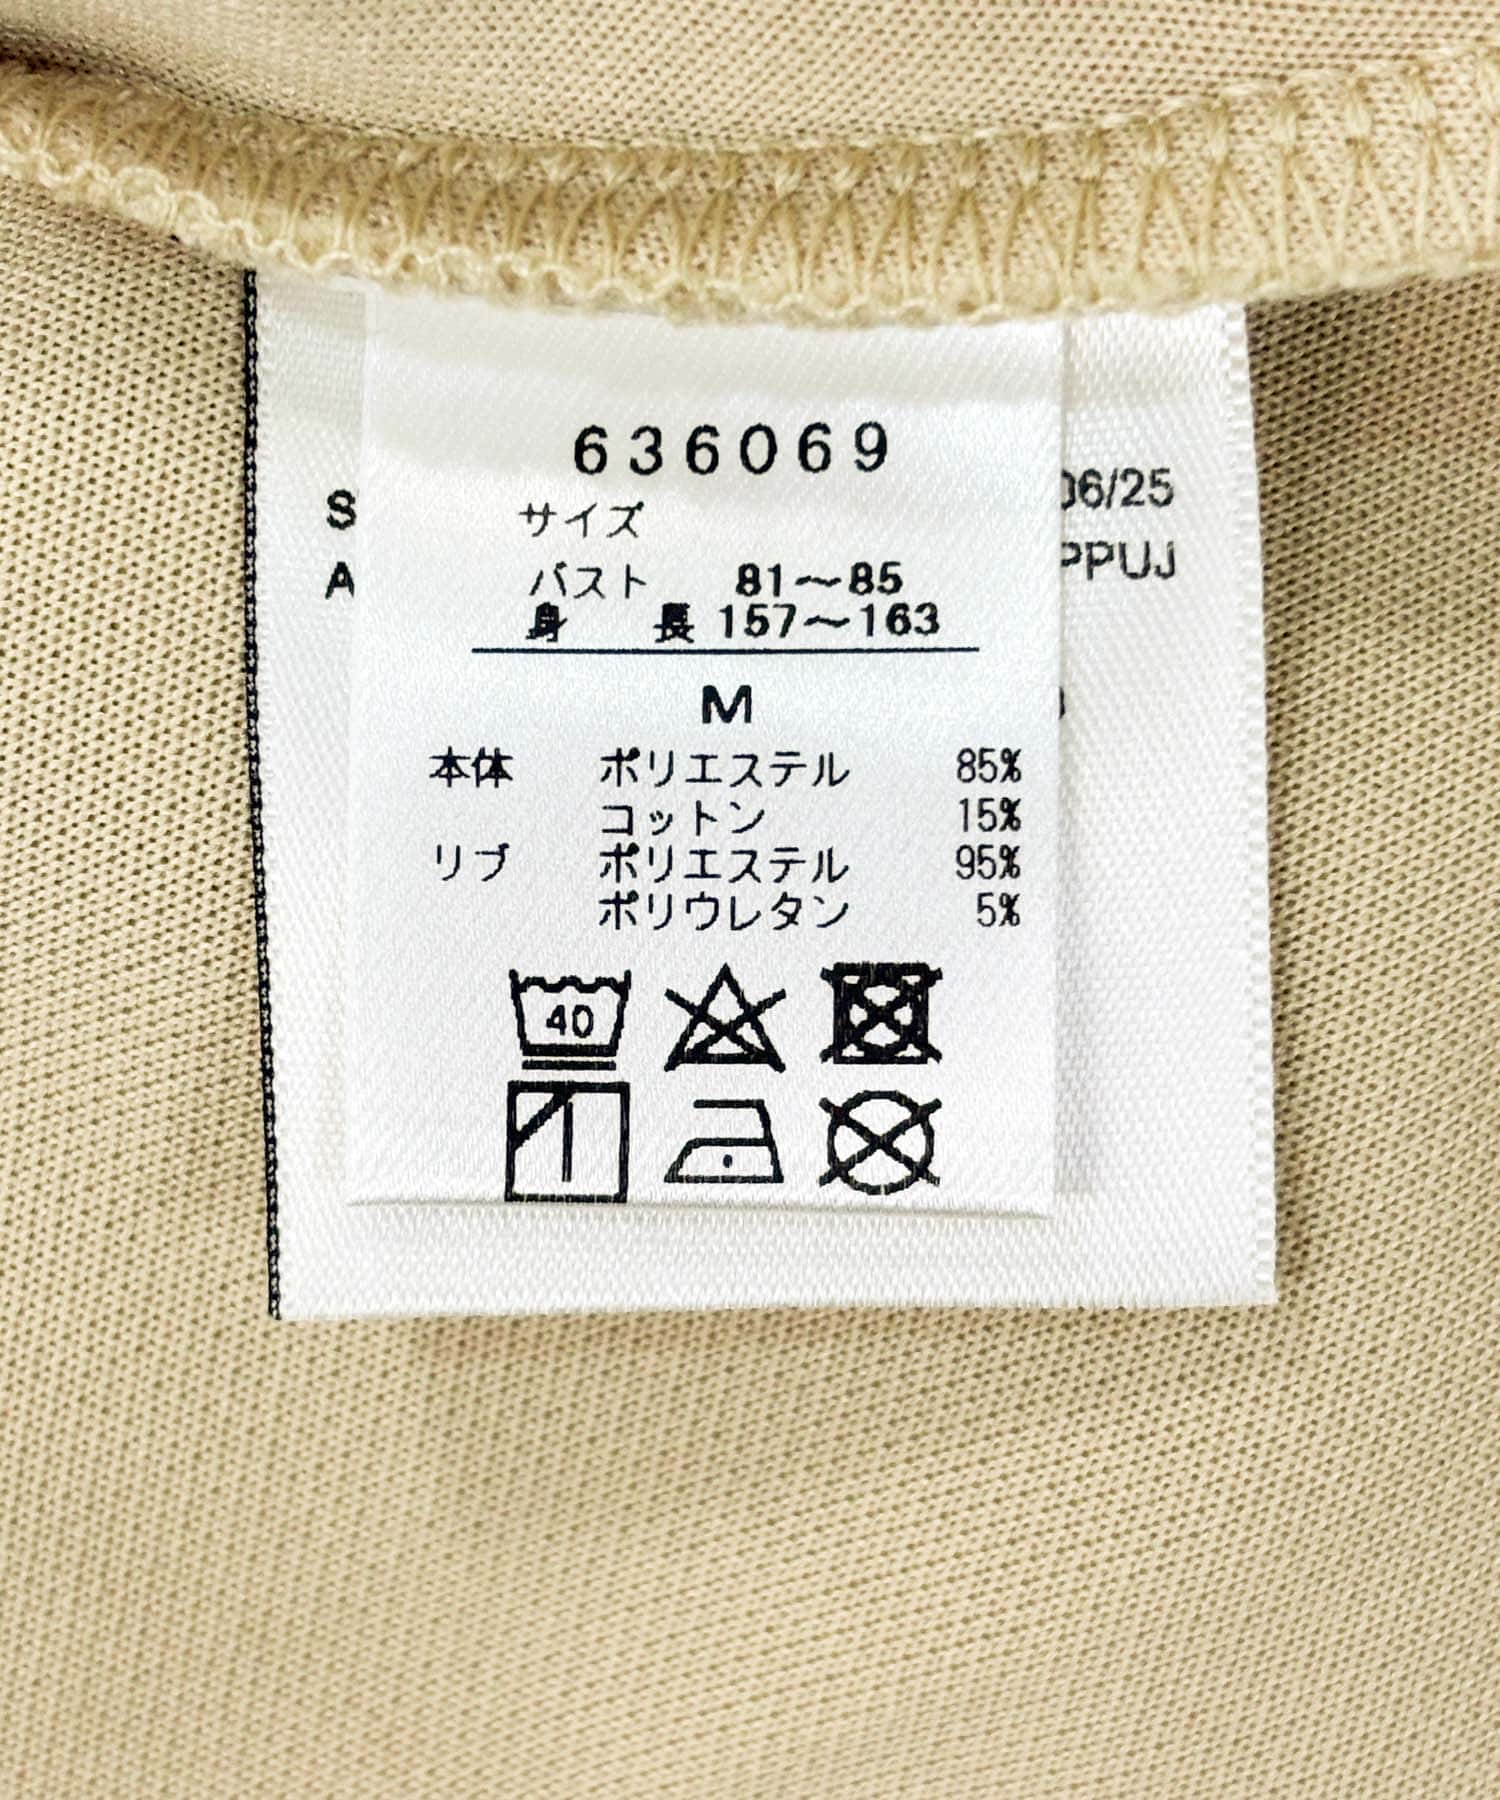 636069
サイズ
バスト 81〜85
身 長 157〜163
M
本体 ポリエステル 85%
コットン 15%
リブ ポリエステル 95%
ポリウレタン 5%
40
S
A
06/25
PPUJ